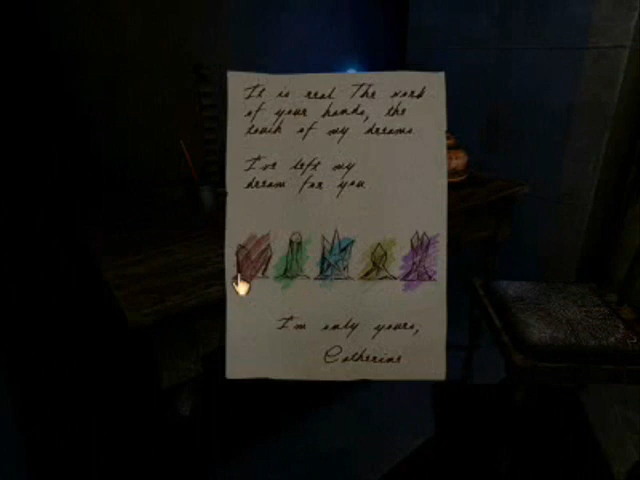 It is real. The work
of your hands, the
touch of my dreams.
I've left my
dream for you.
I'm only yours,
Catherine